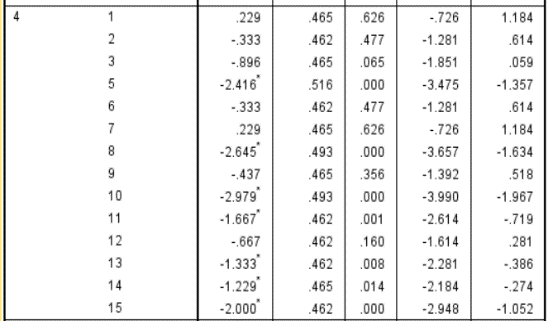 4 1 .229 .465 .626 -.726 1.184
2 -.333 .462 .477 -1.281 .614
3 -.896 .465 .065 -1.851 .059
5 -2.416* .516 .000 -3.475 -1.357
6 -.333 .462 .477 -1.281 .614
7 .229 .465 .626 -.726 1.184
8 -2.645* .493 .000 -3.657 -1.634
9 -.437 .465 .356 -1.392 .518
10 -2.979* .493 .000 -3.990 -1.967
11 -1.667* .462 .001 -2.614 -.719
12 -.667 .462 .160 -1.614 .281
13 -1.333* .462 .008 -2.281 -.386
14 -1.229* .465 .014 -2.184 -.274
15 -2.000* .462 .000 -2.948 -1.052